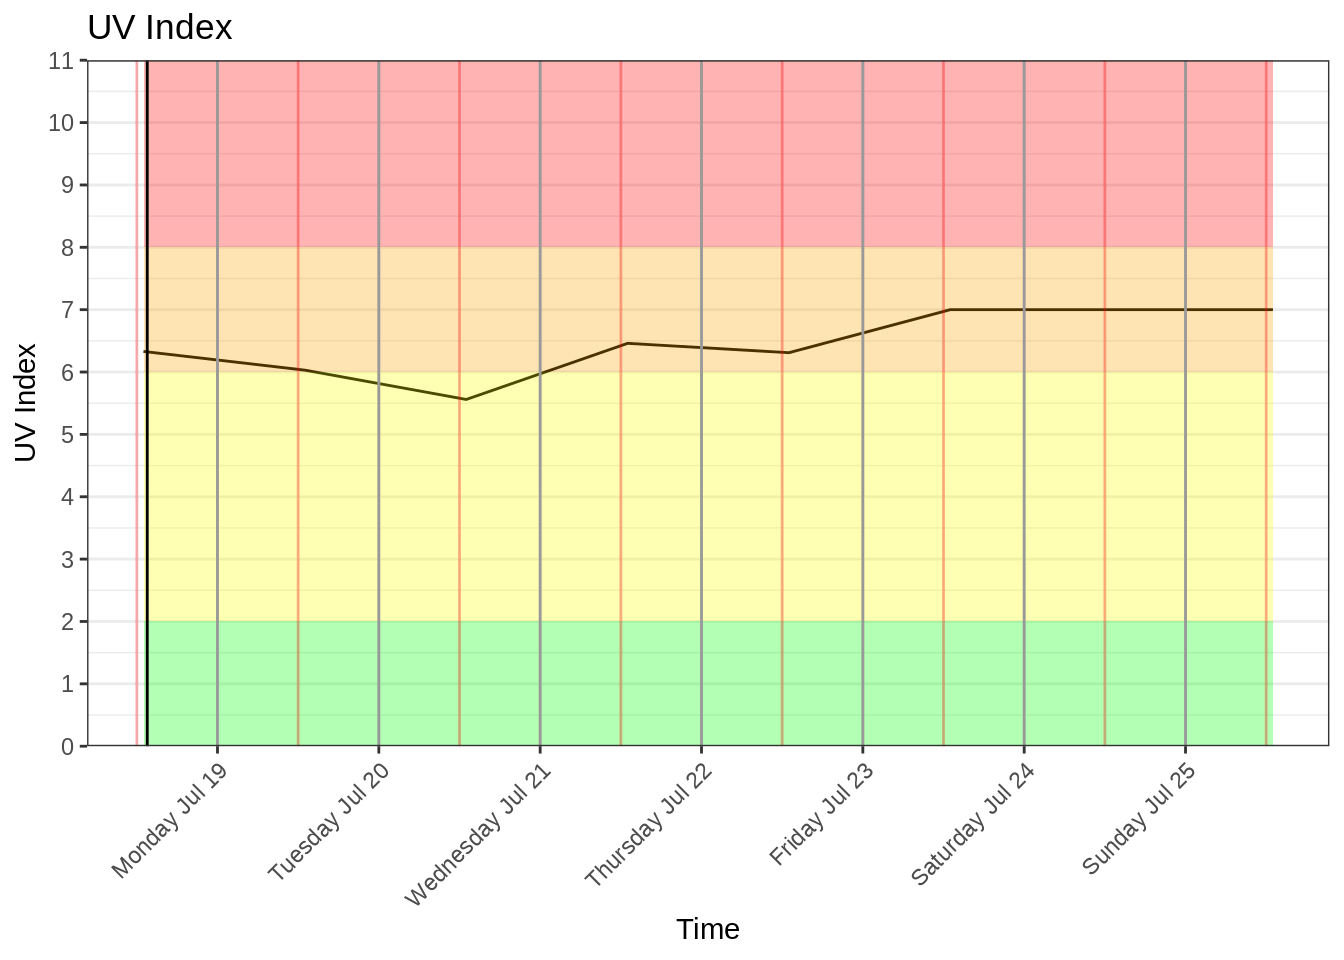 UV Index
11
10
9
8
7
6
5
4
3
2
1
0
UV Index
Monday Jul 19
Tuesday Jul 20
Wednesday Jul 21
Thursday Jul 22
Friday Jul 23
Saturday Jul 24
Sunday Jul 25
Time